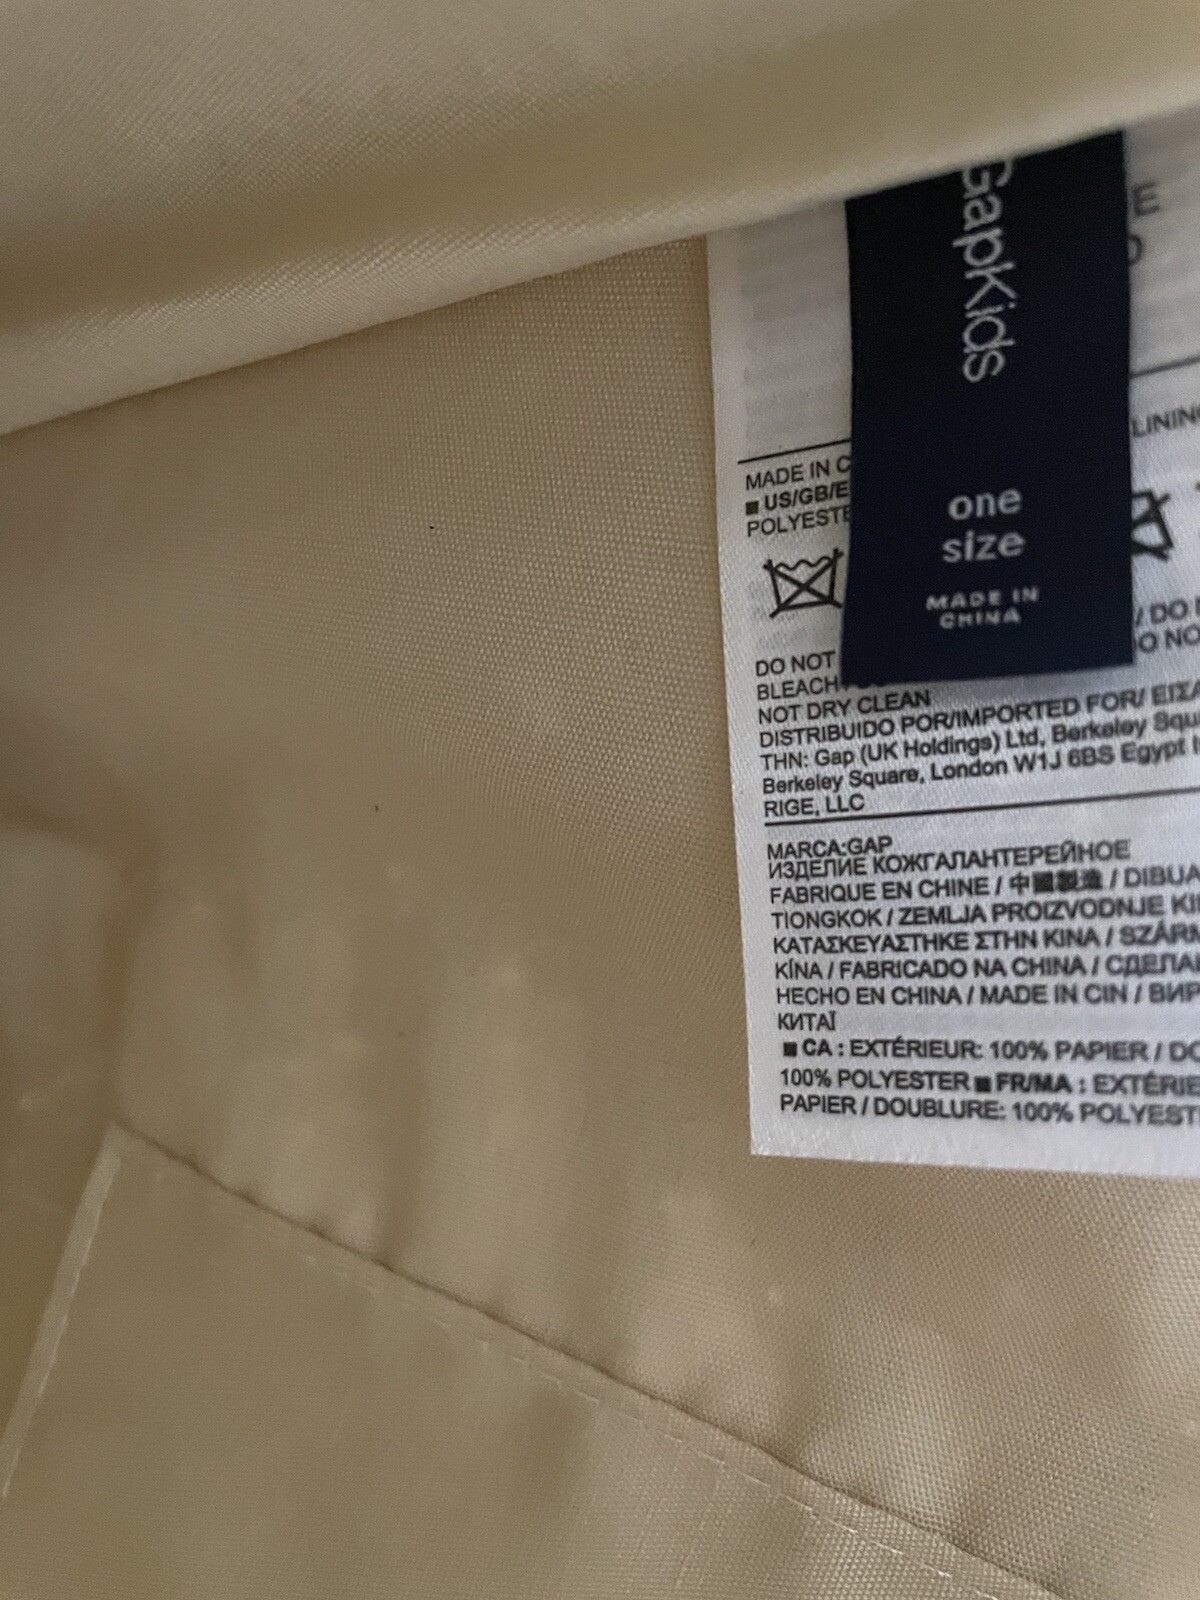 GapKids
one
size
MADE IN
CHINA
E
LINING
MADE IN C
■ US/GB/E
POLYESTE
DO NOT / DO
BLEACH O NO
NOT DRY CLEAN
DISTRIBUIDO POR/IMPORTED FOR/ ΕΙΣΑ
THN: Gap (UK Holdings) Ltd, Berkeley Squ
Berkeley Square, London W1J 6BS Egypt
RIGE, LLC
MARCA:GAP
ИЗДЕЛИЕ КОЖГАЛАНТЕРЕЙНОЕ
FABRIQUE EN CHINE / 中國製造 / DIBUA
TIONGKOK / ZEMLJA PROIZVODNJE KI
ΚΑΤΑΣΚΕΥΑΣΤΗΚΕ ΣΤΗΝ ΚΙΝΑ / SZÁRM
KÍNA / FABRICADO NA CHINA / СДЕЛА
HECHO EN CHINA / MADE IN CIN / ВИР
КИТАЇ
■ CA : EXTÉRIEUR: 100% PAPIER / DO
100% POLYESTER ■ FR/MA : EXTÉRIE
PAPIER / DOUBLURE: 100% POLYEST